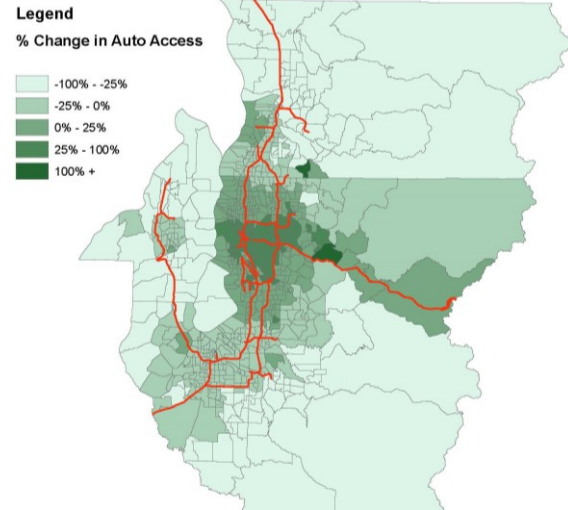 Legend
% Change in Auto Access
-100% - -25%
-25% - 0%
0% - 25%
25% - 100%
100% +